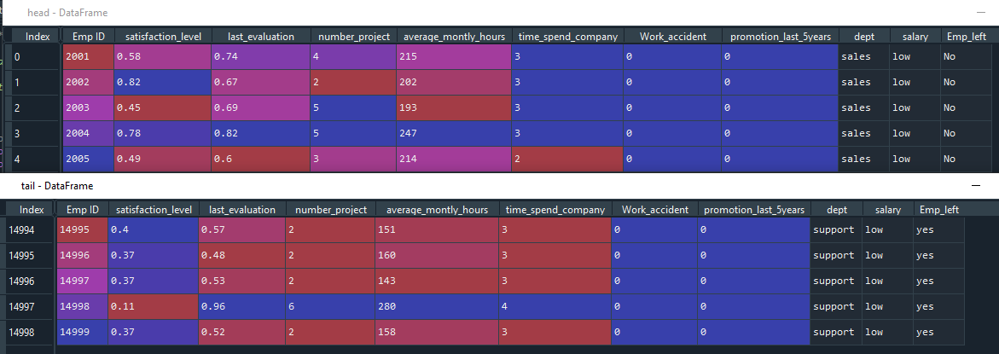 head - DataFrame
Index Emp ID satisfaction_level last_evaluation number_project average_montly_hours time_spend_company Work_accident promotion_last_5years dept salary Emp_left
0 2001 0.58 0.74 4 215 3 0 0 sales low No
1 2002 0.82 0.67 2 202 3 0 0 sales low No
2 2003 0.45 0.69 5 193 3 0 0 sales low No
3 2004 0.78 0.82 5 247 3 0 0 sales low No
4 2005 0.49 0.6 3 214 2 0 0 sales low No
tail - DataFrame
Index Emp ID satisfaction_level last_evaluation number_project average_montly_hours time_spend_company Work_accident promotion_last_5years dept salary Emp_left
14994 14995 0.4 0.57 2 151 3 0 0 support low yes
14995 14996 0.37 0.48 2 160 3 0 0 support low yes
14996 14997 0.37 0.53 2 143 3 0 0 support low yes
14997 14998 0.11 0.96 6 280 4 0 0 support low yes
14998 14999 0.37 0.52 2 158 3 0 0 support low yes